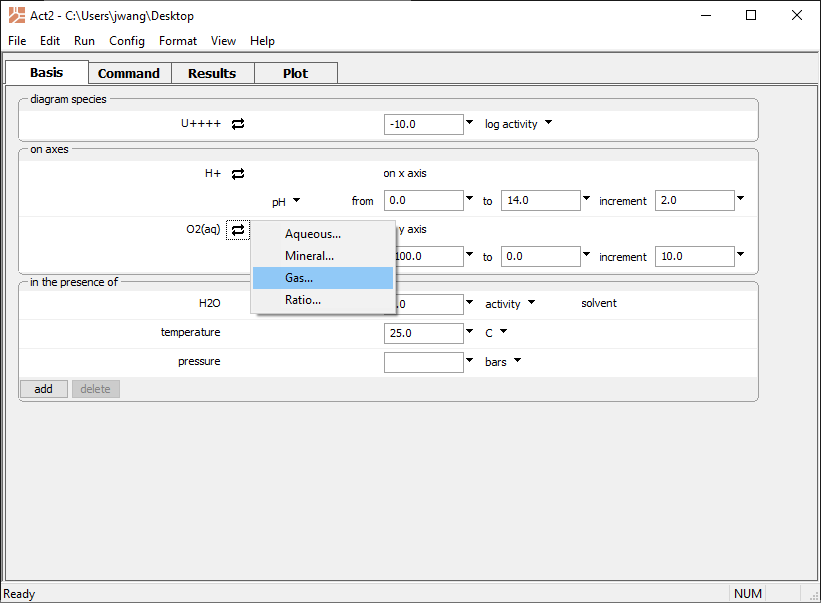 Act2 - C:\Users\jwang\Desktop
File Edit Run Config Format View Help
Basis Command Results Plot
diagram species
U++++ -10.0 log activity
on axes
H+ on x axis
pH from 0.0 to 14.0 increment 2.0
O2(aq) y axis
Aqueous...
Mineral...
Gas...
Ratio...
100.0 to 0.0 increment 10.0
in the presence of
H2O .0 activity solvent
temperature 25.0 C
pressure bars
add delete
Ready NUM